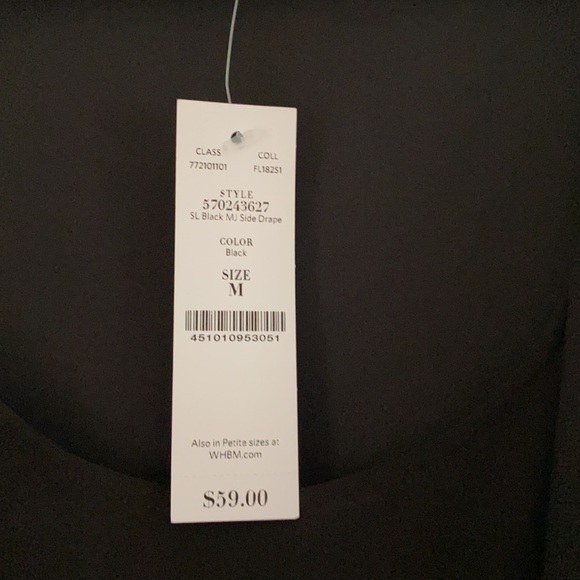 CLASS COLL
772101101 FL182S1
STYLE
570243627
SL Black MJ Side Drape
COLOR
Black
SIZE
M
451010953051
Also in Petite sizes at
WHBM.com
$59.00